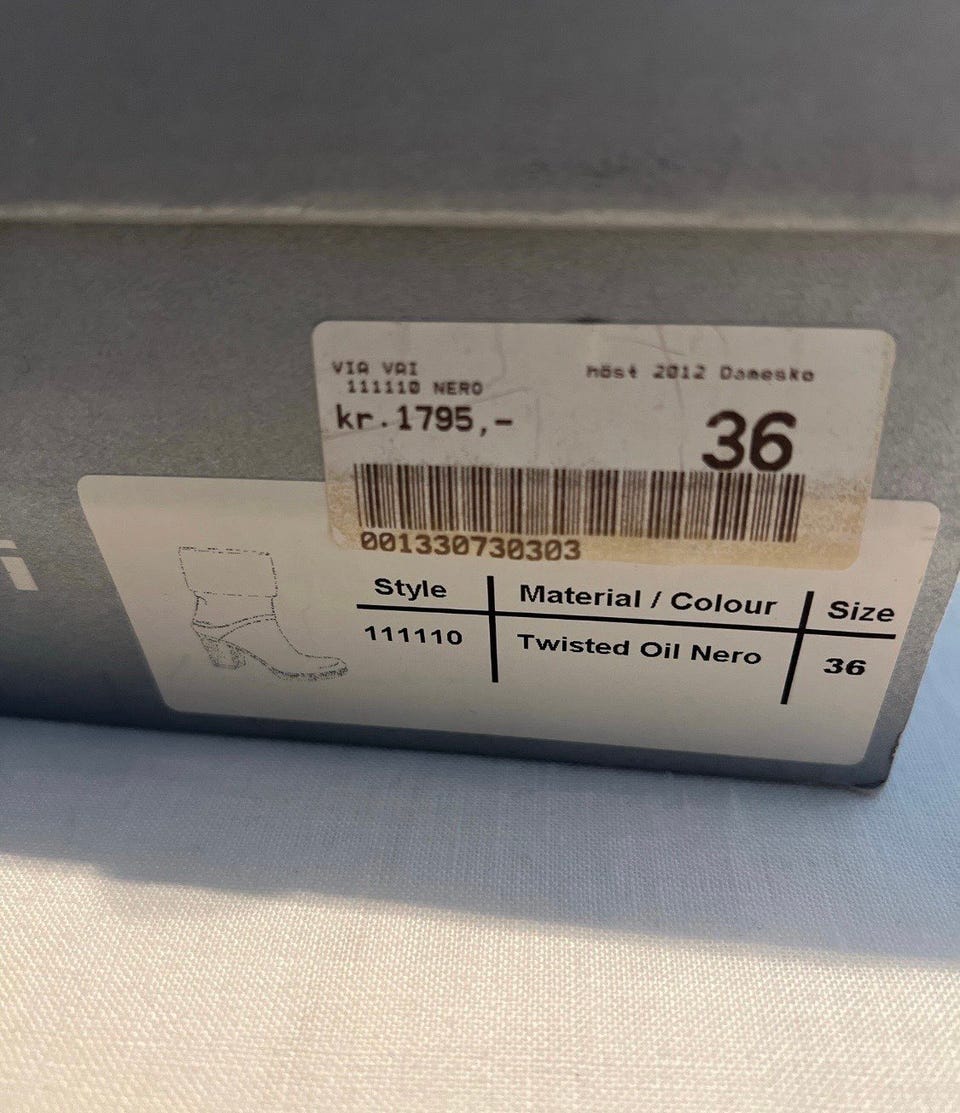 VIA VAI
höst 2012 Damesko
111110 NERO
kr.1795,-
36
001330730303
i
Style Material / Colour Size
111110 Twisted Oil Nero 36